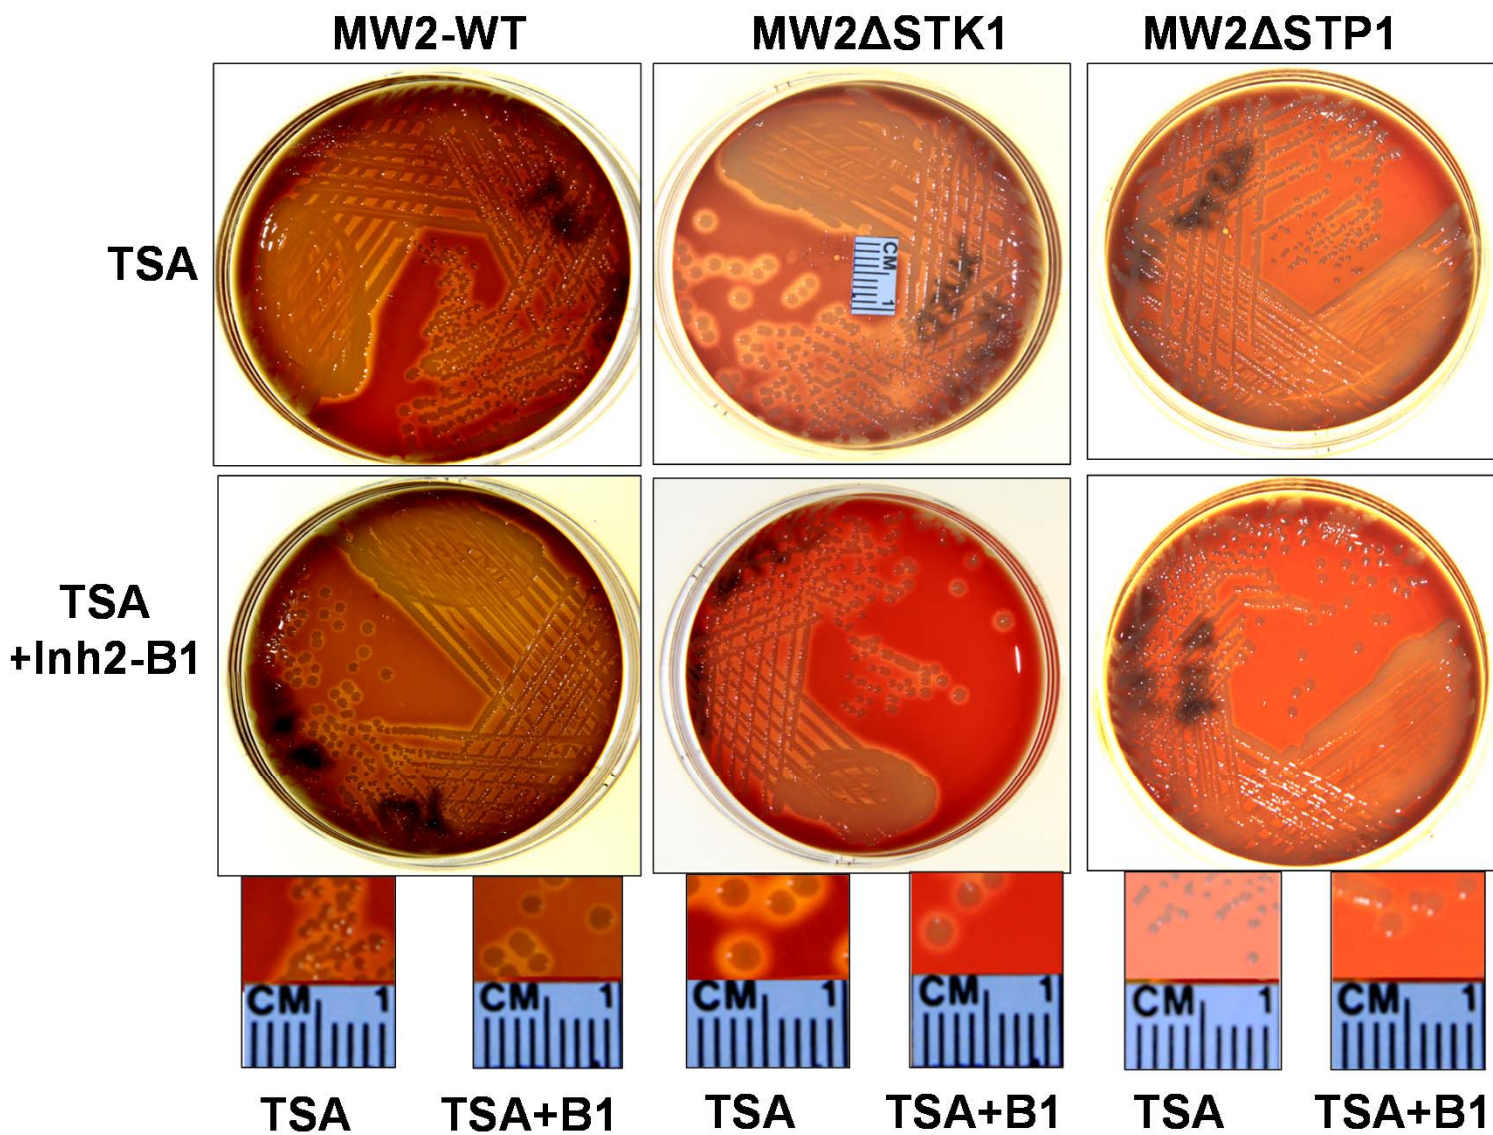 MW2-WT
MW2ΔSTK1
MW2ΔSTP1
TSA
CM
1
TSA
+Inh2-B1
CM 1
CM 1
CM 1
CM 1
CM 1
CM 1
TSA
TSA+B1
TSA
TSA+B1
TSA
TSA+B1